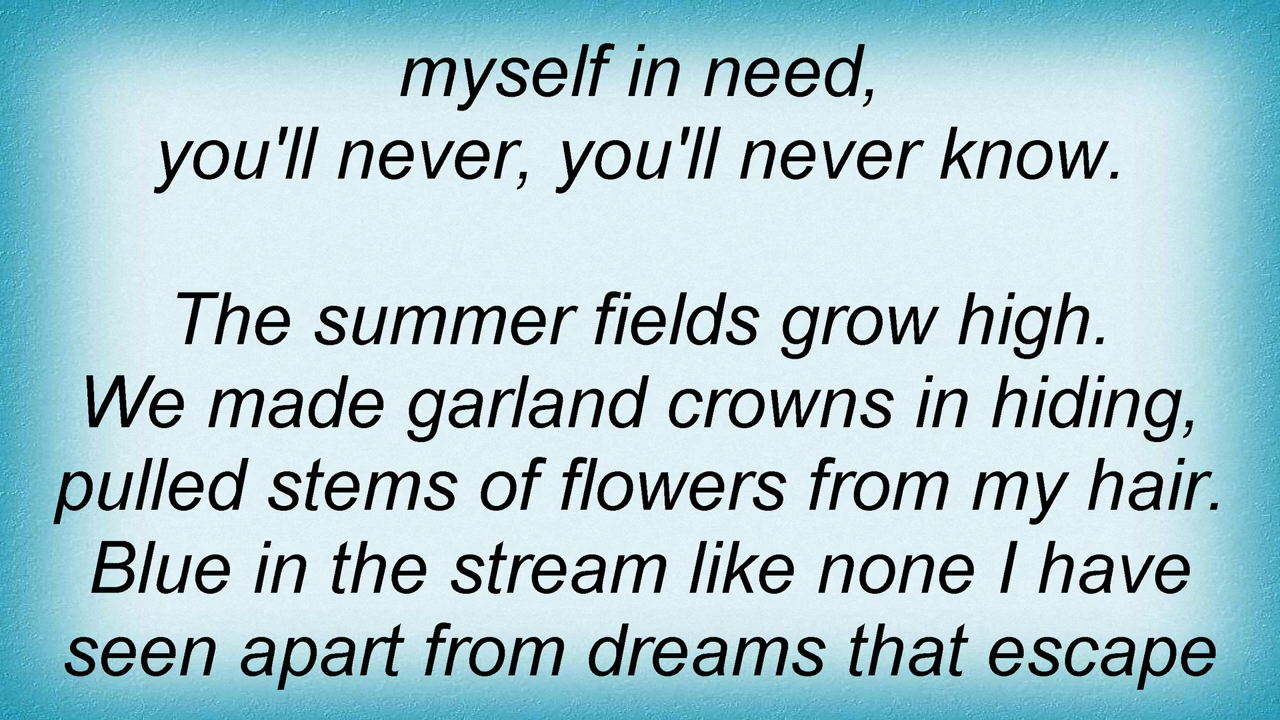 myself in need,
you'll never, you'll never know.
The summer fields grow high.
We made garland crowns in hiding,
pulled stems of flowers from my hair.
Blue in the stream like none I have
seen apart from dreams that escape